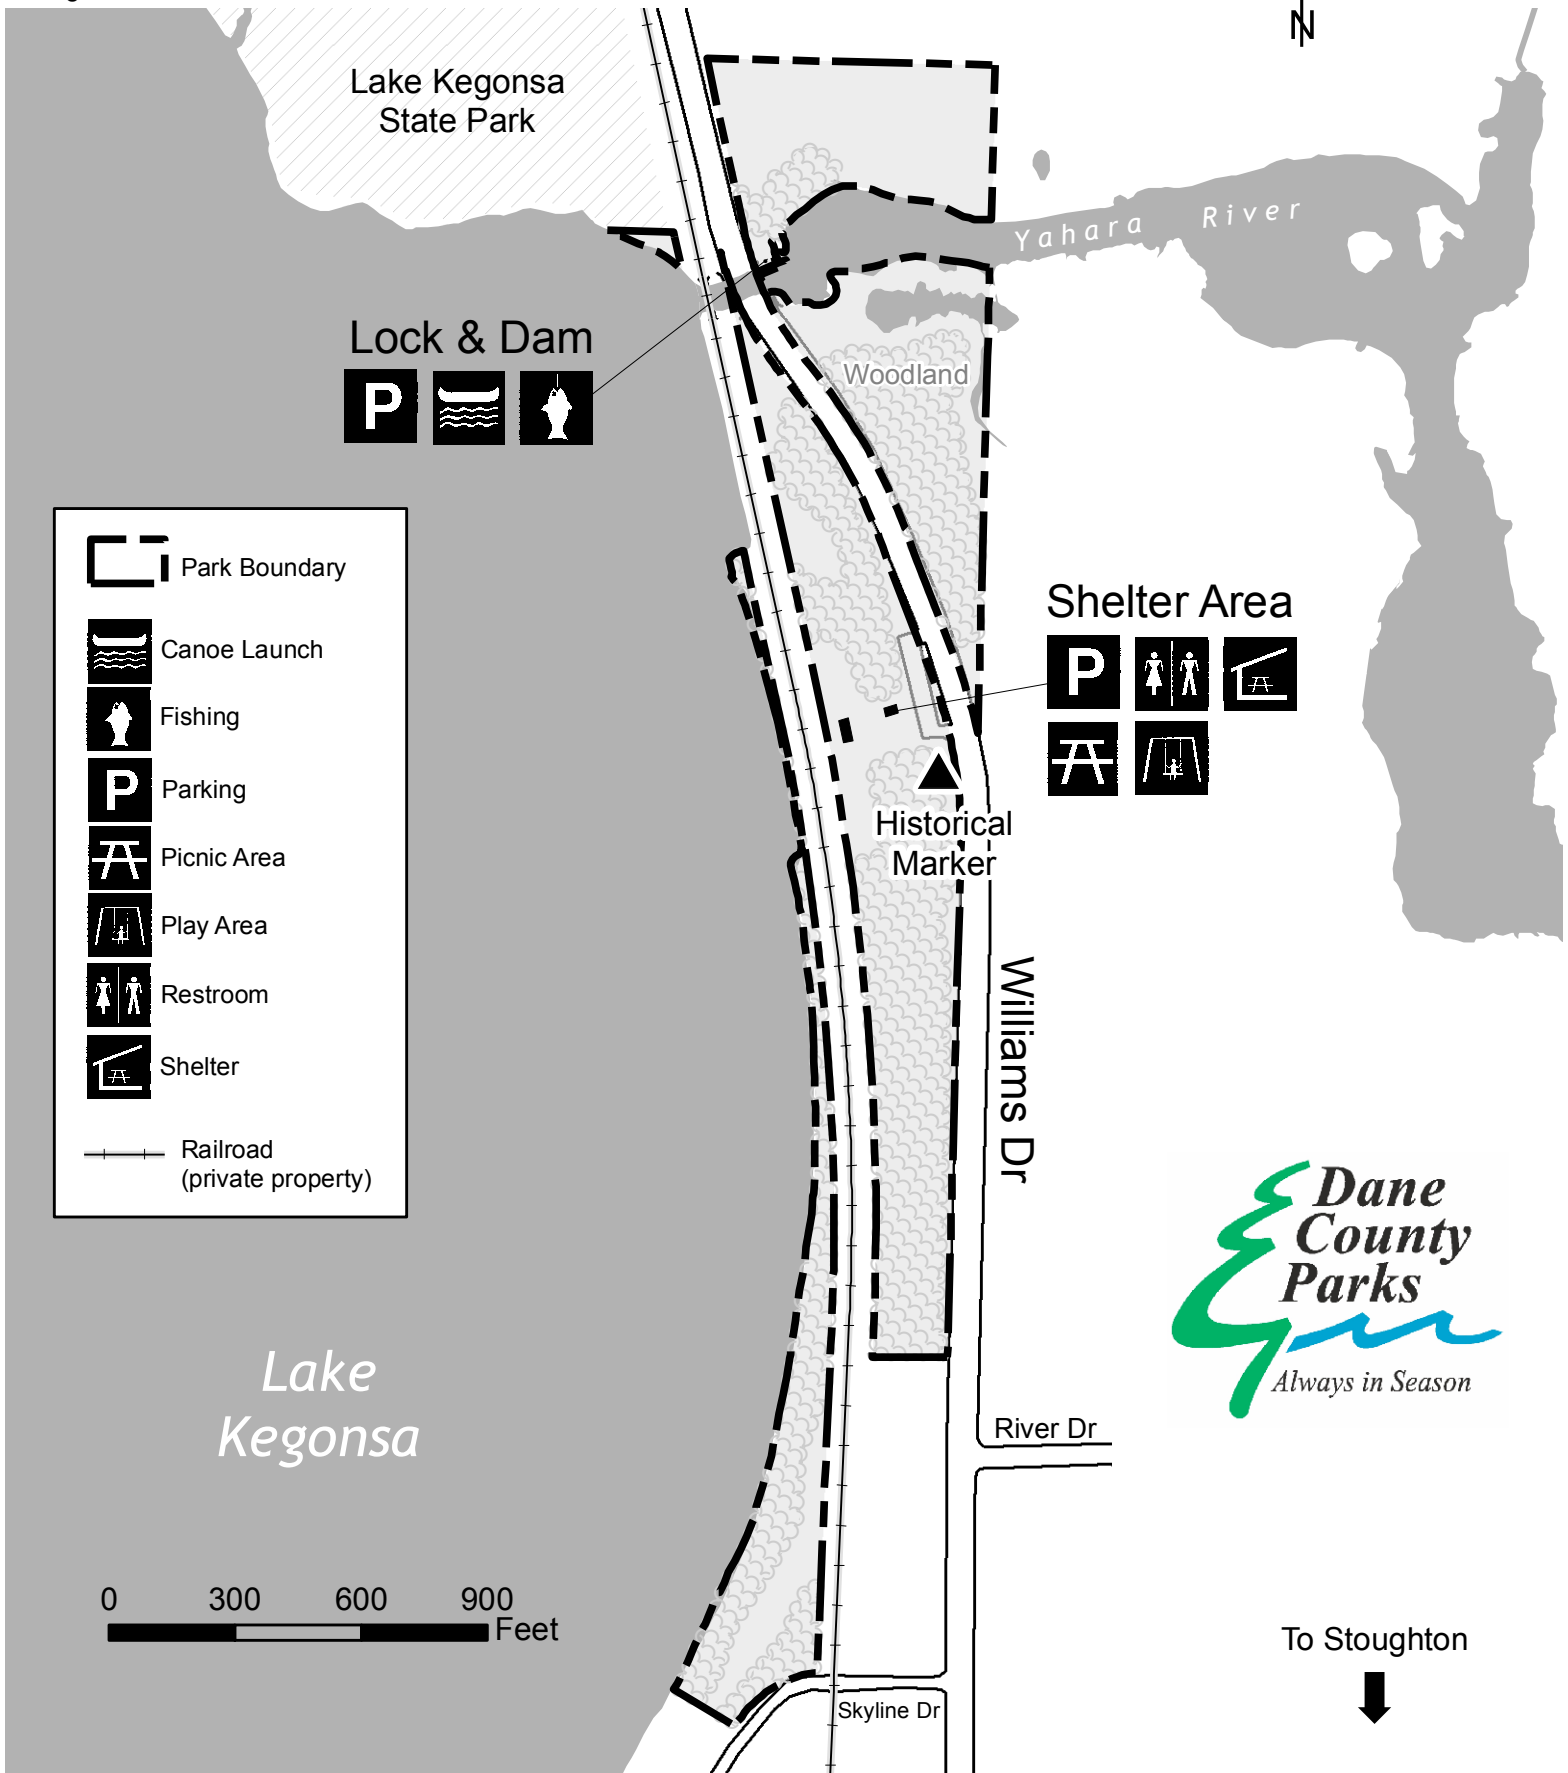 N
Lake Kegonsa
State Park
Yahara River
Lock & Dam
P
Woodland
Park Boundary
Canoe Launch
Fishing
P
Parking
Picnic Area
Play Area
Restroom
Shelter
Railroad
(private property)
Shelter Area
P
Historical
Marker
Williams Dr
Dane
County
Parks
Always in Season
Lake
Kegonsa
River Dr
0 300 600 900
Feet
To Stoughton
Skyline Dr